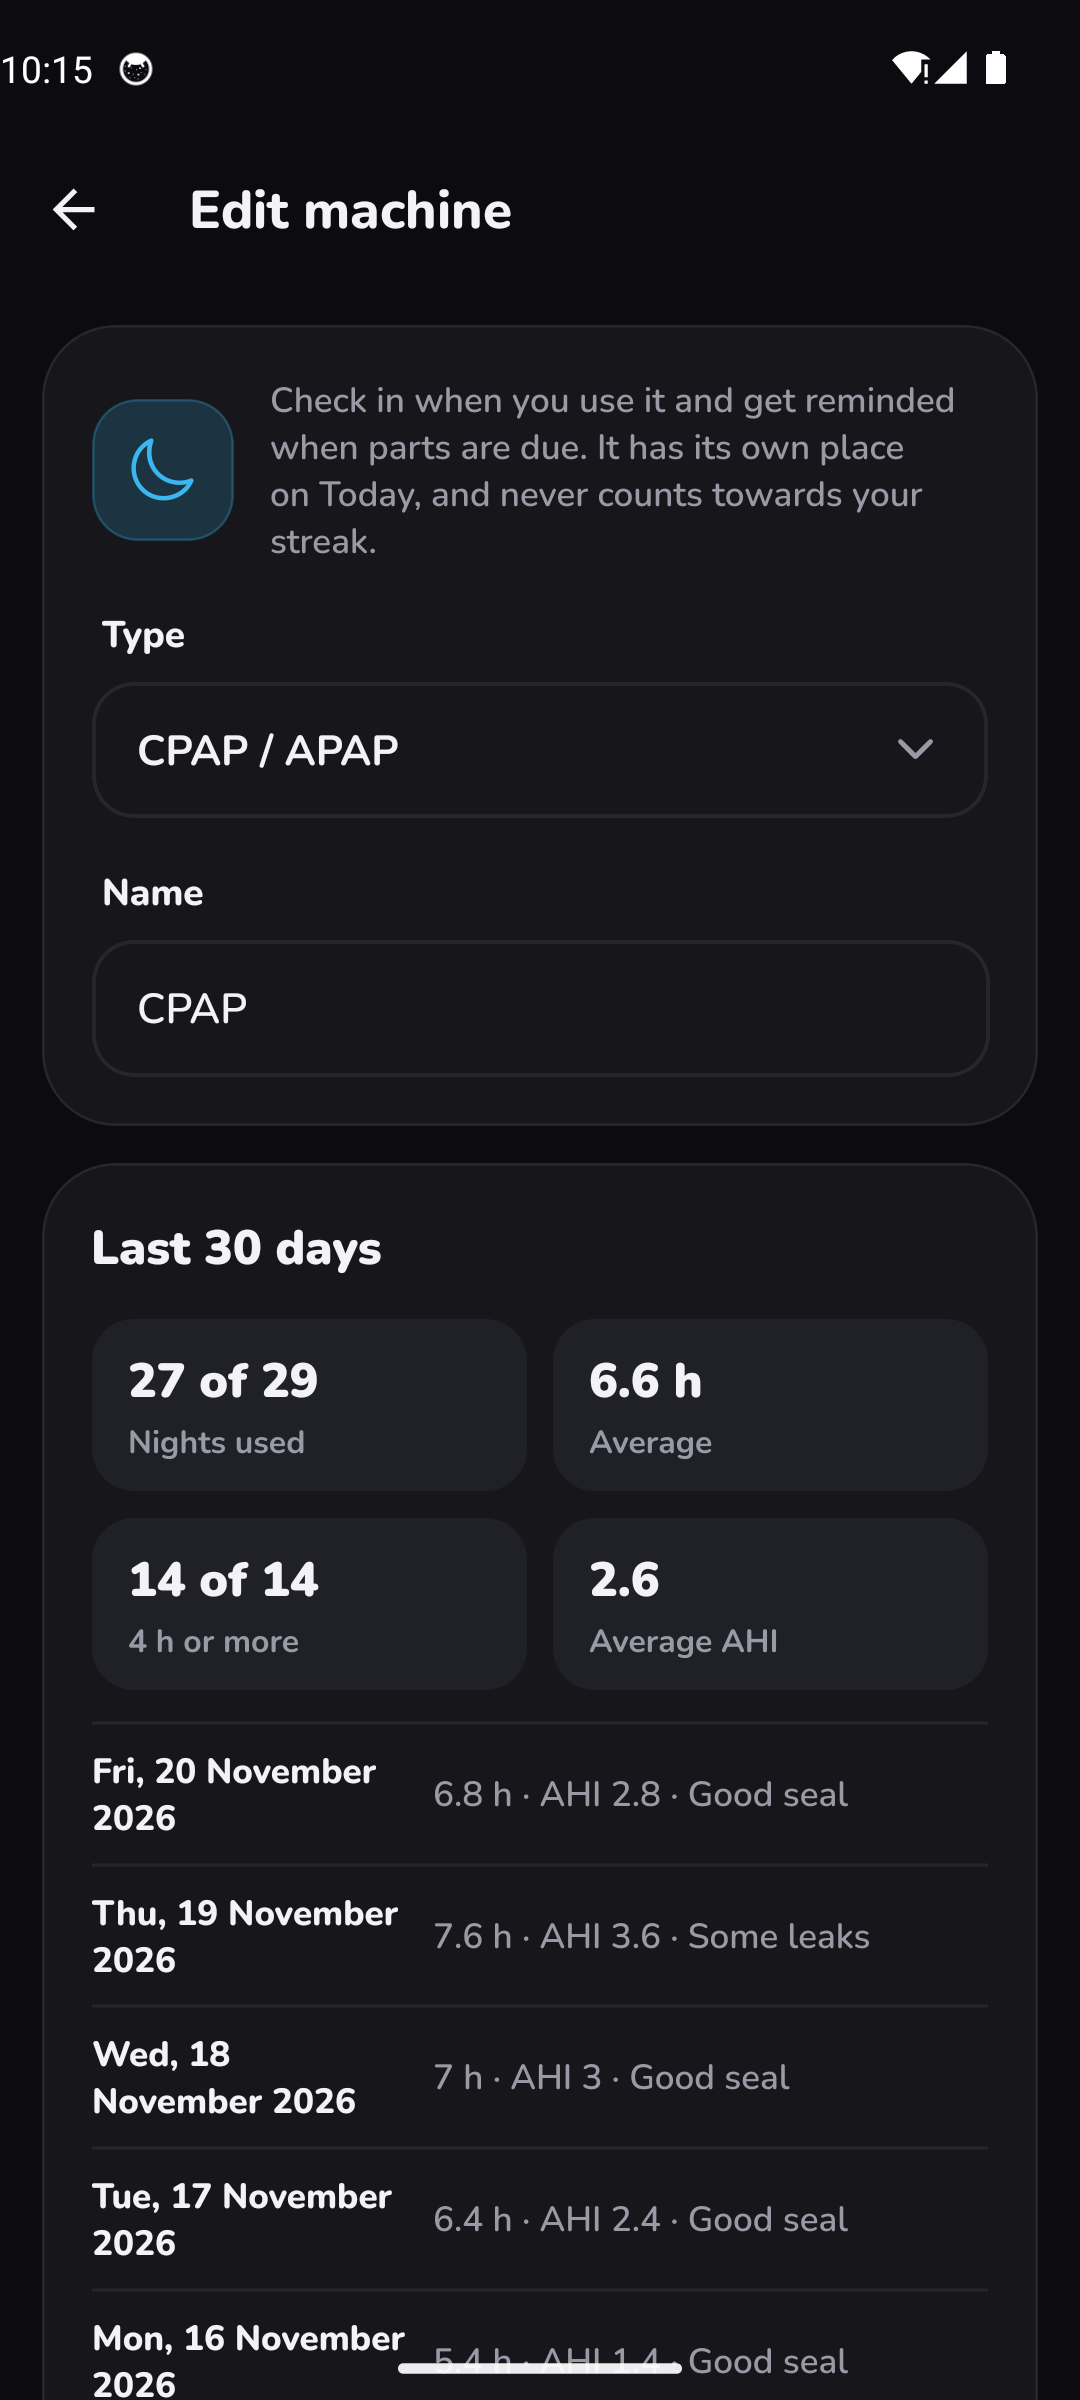 10:15
Edit machine
Check in when you use it and get reminded
when parts are due. It has its own place
on Today, and never counts towards your
streak.
Type
CPAP / APAP
Name
CPAP
Last 30 days
27 of 29
Nights used
6.6 h
Average
14 of 14
4 h or more
2.6
Average AHI
Fri, 20 November
2026
6.8 h · AHI 2.8 · Good seal
Thu, 19 November
2026
7.6 h · AHI 3.6 · Some leaks
Wed, 18
November 2026
7 h · AHI 3 · Good seal
Tue, 17 November
2026
6.4 h · AHI 2.4 · Good seal
Mon, 16 November
2026
5.4 h · AHI 1.4 · Good seal